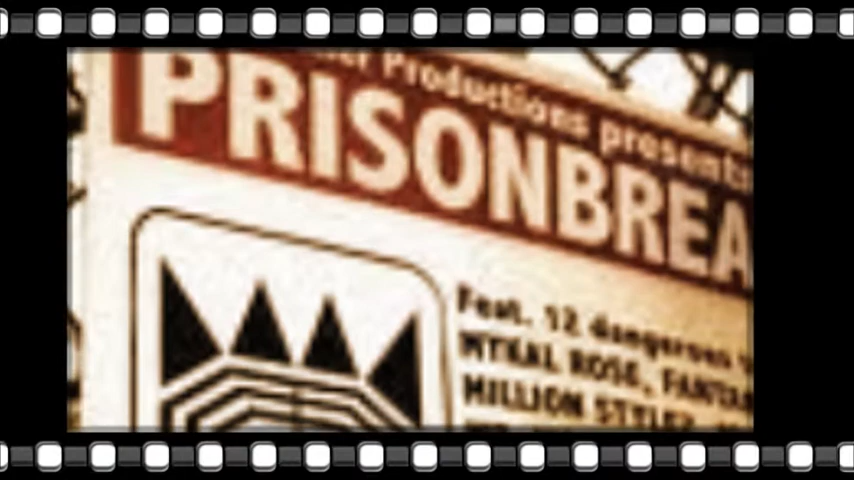 Productions presents
PRISONBREA
Feat. 12 dangerous
MYKAL ROSE, FANTA
MILLION STYLEZ,